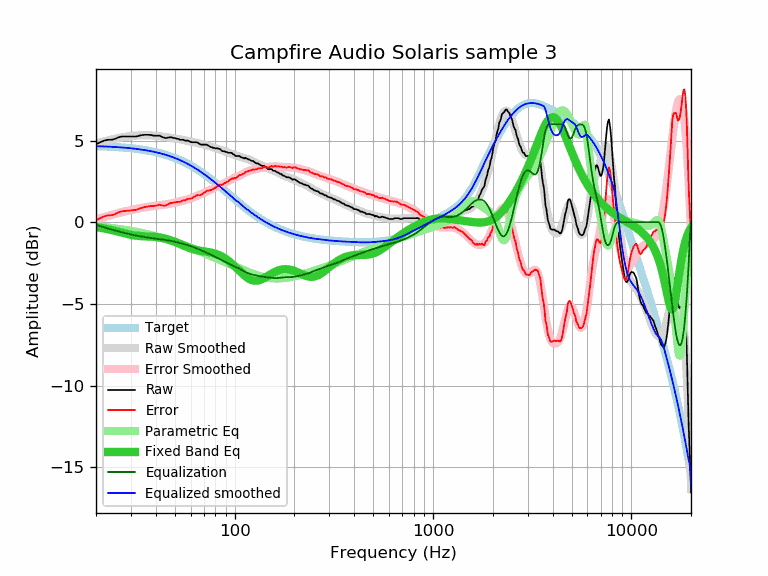 Campfire Audio Solaris sample 3
Amplitude (dBr)
5
0
−5
−10
−15
Target
Raw Smoothed
Error Smoothed
Raw
Error
Parametric Eq
Fixed Band Eq
Equalization
Equalized smoothed
100
1000
10000
Frequency (Hz)